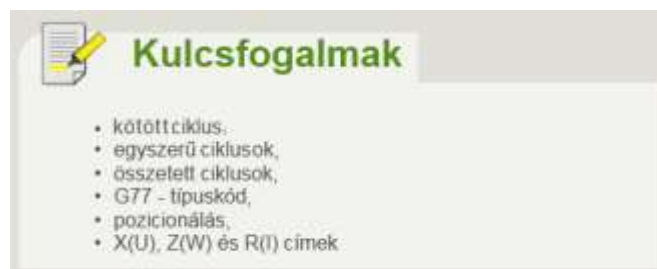 Kulcsfogalmak
• kötött ciklus,
• egyszerű ciklusok,
• összetett ciklusok,
• G77 - típuskód,
• pozicionálás,
• X(U), Z(W) és R(I) címek